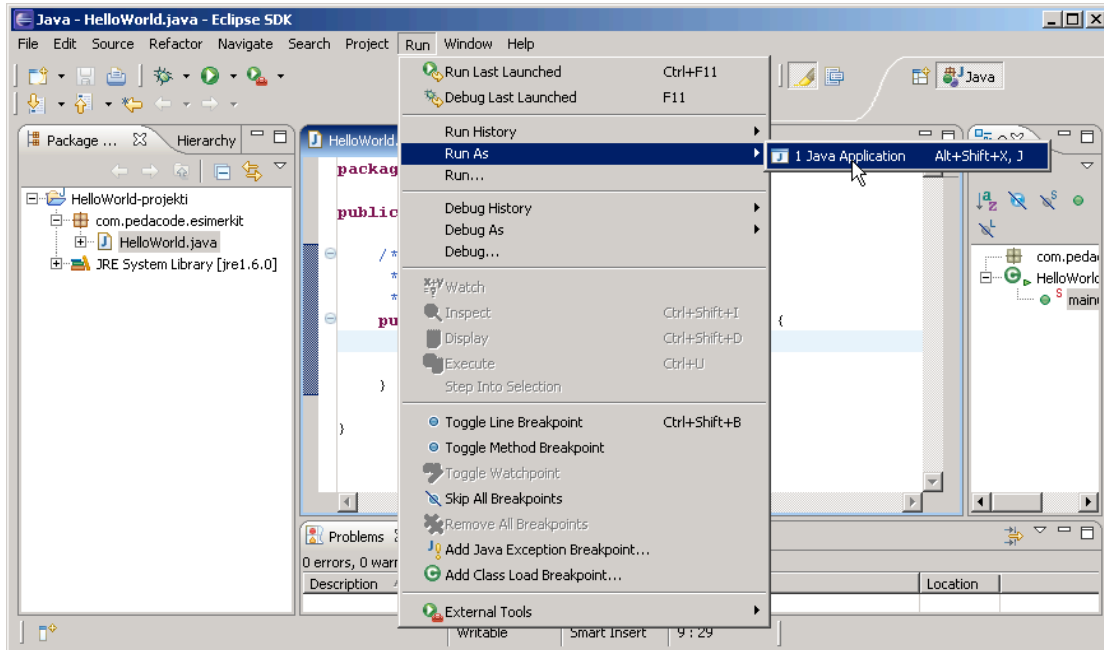 Java - HelloWorld.java - Eclipse SDK
File Edit Source Refactor Navigate Search Project Run Window Help
Java
Package ... Hierarchy
HelloWorld-projekti
com.pedacode.esimerkit
HelloWorld.java
JRE System Library [jre1.6.0]
HelloWorld.
packag
public
/*
*
*
pu
{
}
}
Run Last Launched Ctrl+F11
Debug Last Launched F11
Run History
Run As
Run...
Debug History
Debug As
Debug...
Watch
Inspect Ctrl+Shift+I
Display Ctrl+Shift+D
Execute Ctrl+U
Step Into Selection
Toggle Line Breakpoint Ctrl+Shift+B
Toggle Method Breakpoint
Toggle Watchpoint
Skip All Breakpoints
Remove All Breakpoints
Add Java Exception Breakpoint...
Add Class Load Breakpoint...
External Tools
1 Java Application Alt+Shift+X, J
com.peda
HelloWorld
main
Problems
0 errors, 0 warr
Description Location
Writable Smart Insert 9 : 29